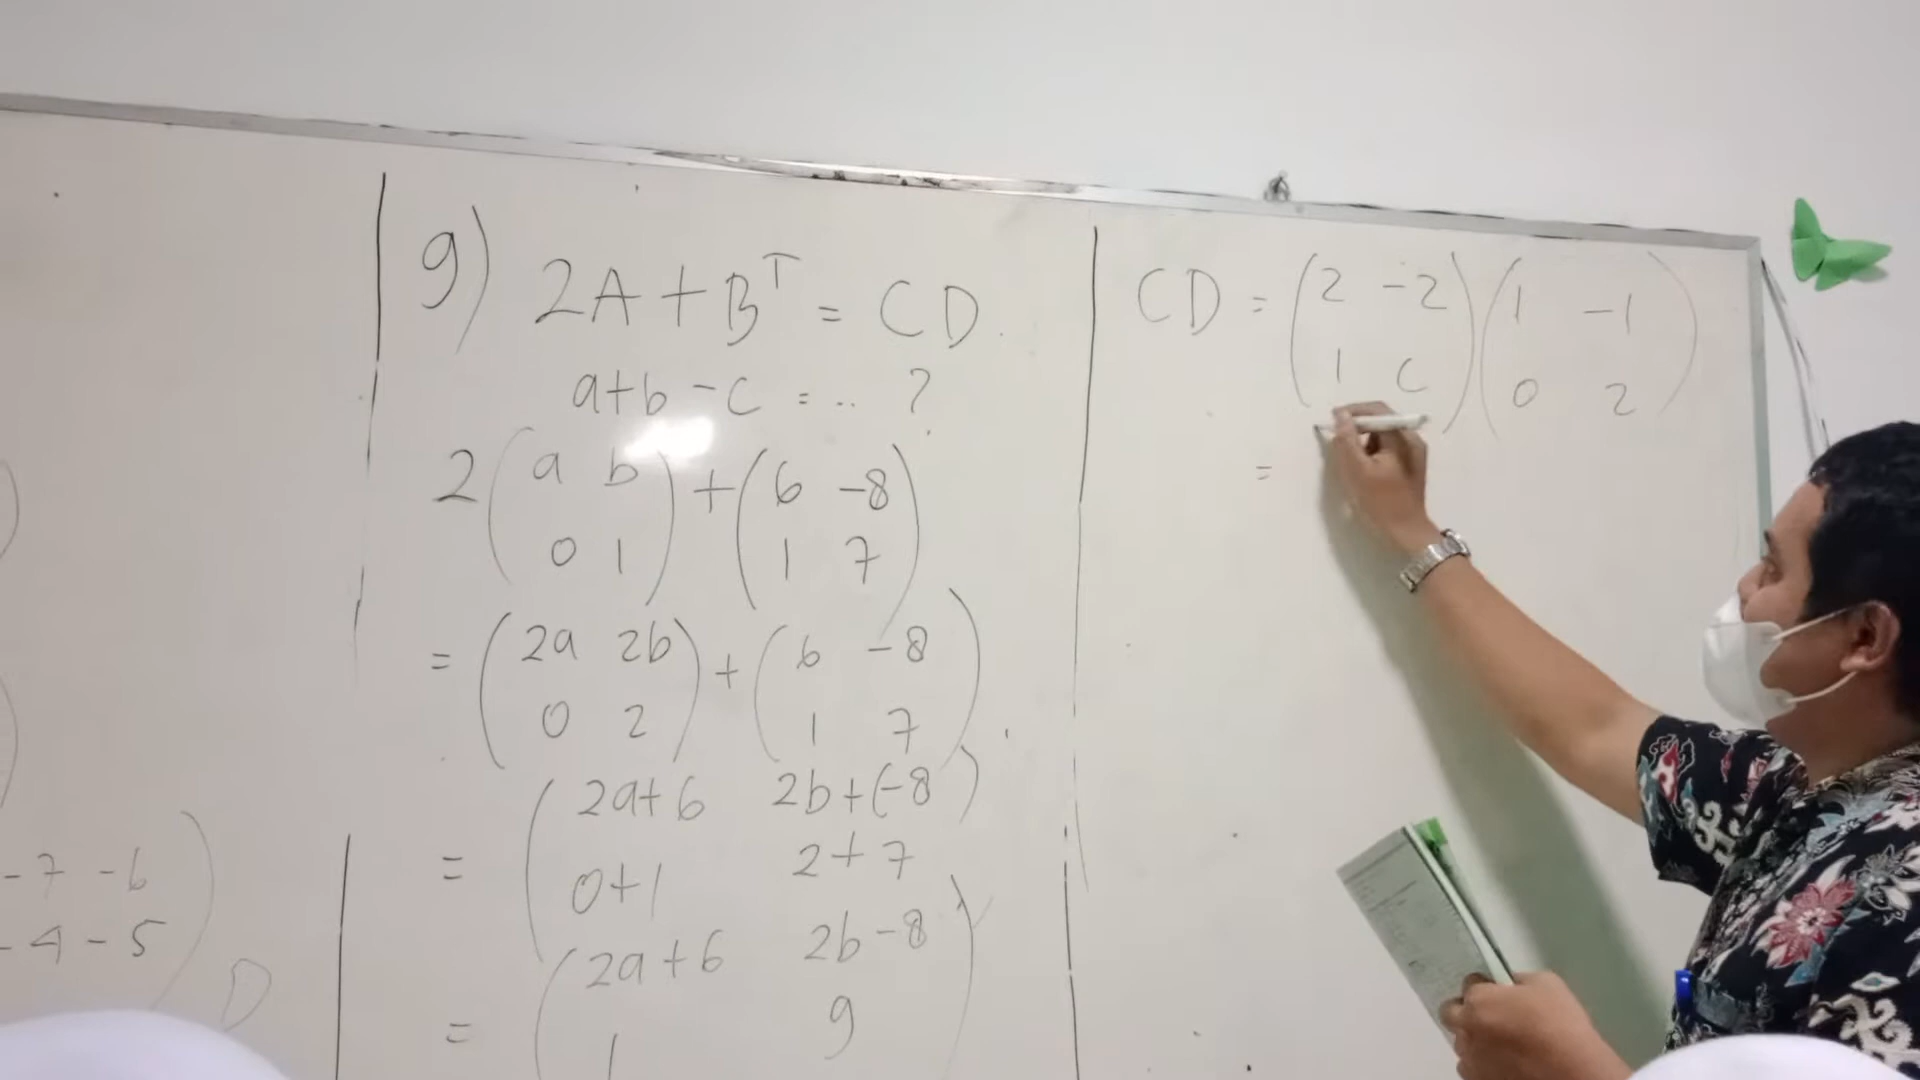 -7 -6
-4 -5
D
9) 2A + Bᵀ = CD.
a+b-c = .. ?
2 (a b) + (6 -8)
(0 1) (1 7)
= (2a 2b) + (6 -8)
(0 2) (1 7)
= (2a+6 2b+(-8)
0+1 2+7
= (2a+6 2b-8)
1 9
CD = (2 -2) (1 -1)
(1 c) (0 2)
=